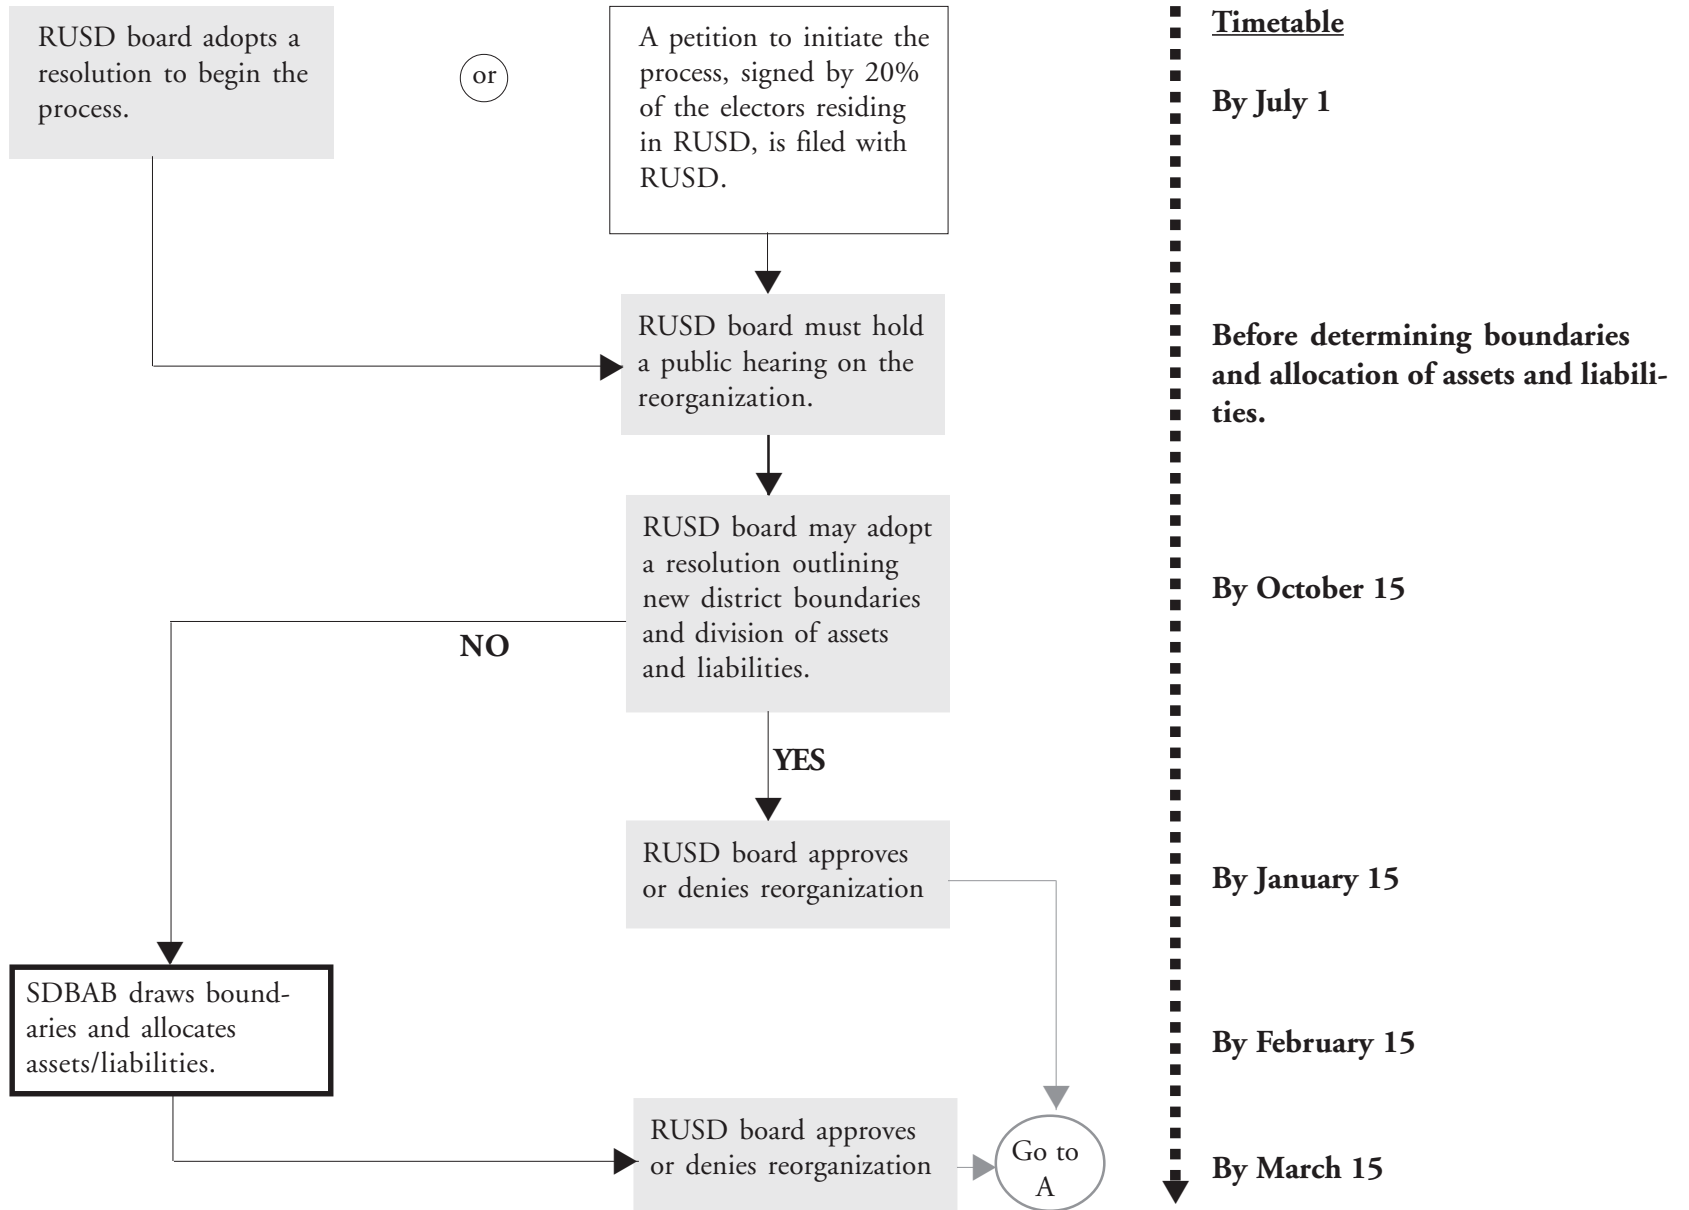 RUSD board adopts a
resolution to begin the
process.
or
A petition to initiate the
process, signed by 20%
of the electors residing
in RUSD, is filed with
RUSD.
Timetable
By July 1
RUSD board must hold
a public hearing on the
reorganization.
Before determining boundaries
and allocation of assets and liabili-
ties.
RUSD board may adopt
a resolution outlining
new district boundaries
and division of assets
and liabilities.
By October 15
NO
YES
RUSD board approves
or denies reorganization
By January 15
SDBAB draws bound-
aries and allocates
assets/liabilities.
By February 15
RUSD board approves
or denies reorganization
Go to
A
By March 15